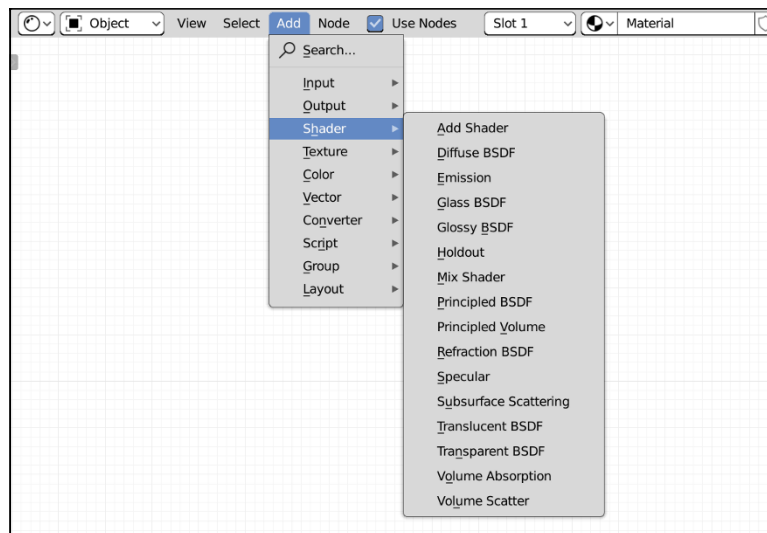 Object View Select Add Node Use Nodes Slot 1 Material
Search...
Input
Output
Shader
Texture
Color
Vector
Converter
Script
Group
Layout
Add Shader
Diffuse BSDF
Emission
Glass BSDF
Glossy BSDF
Holdout
Mix Shader
Principled BSDF
Principled Volume
Refraction BSDF
Specular
Subsurface Scattering
Translucent BSDF
Transparent BSDF
Volume Absorption
Volume Scatter